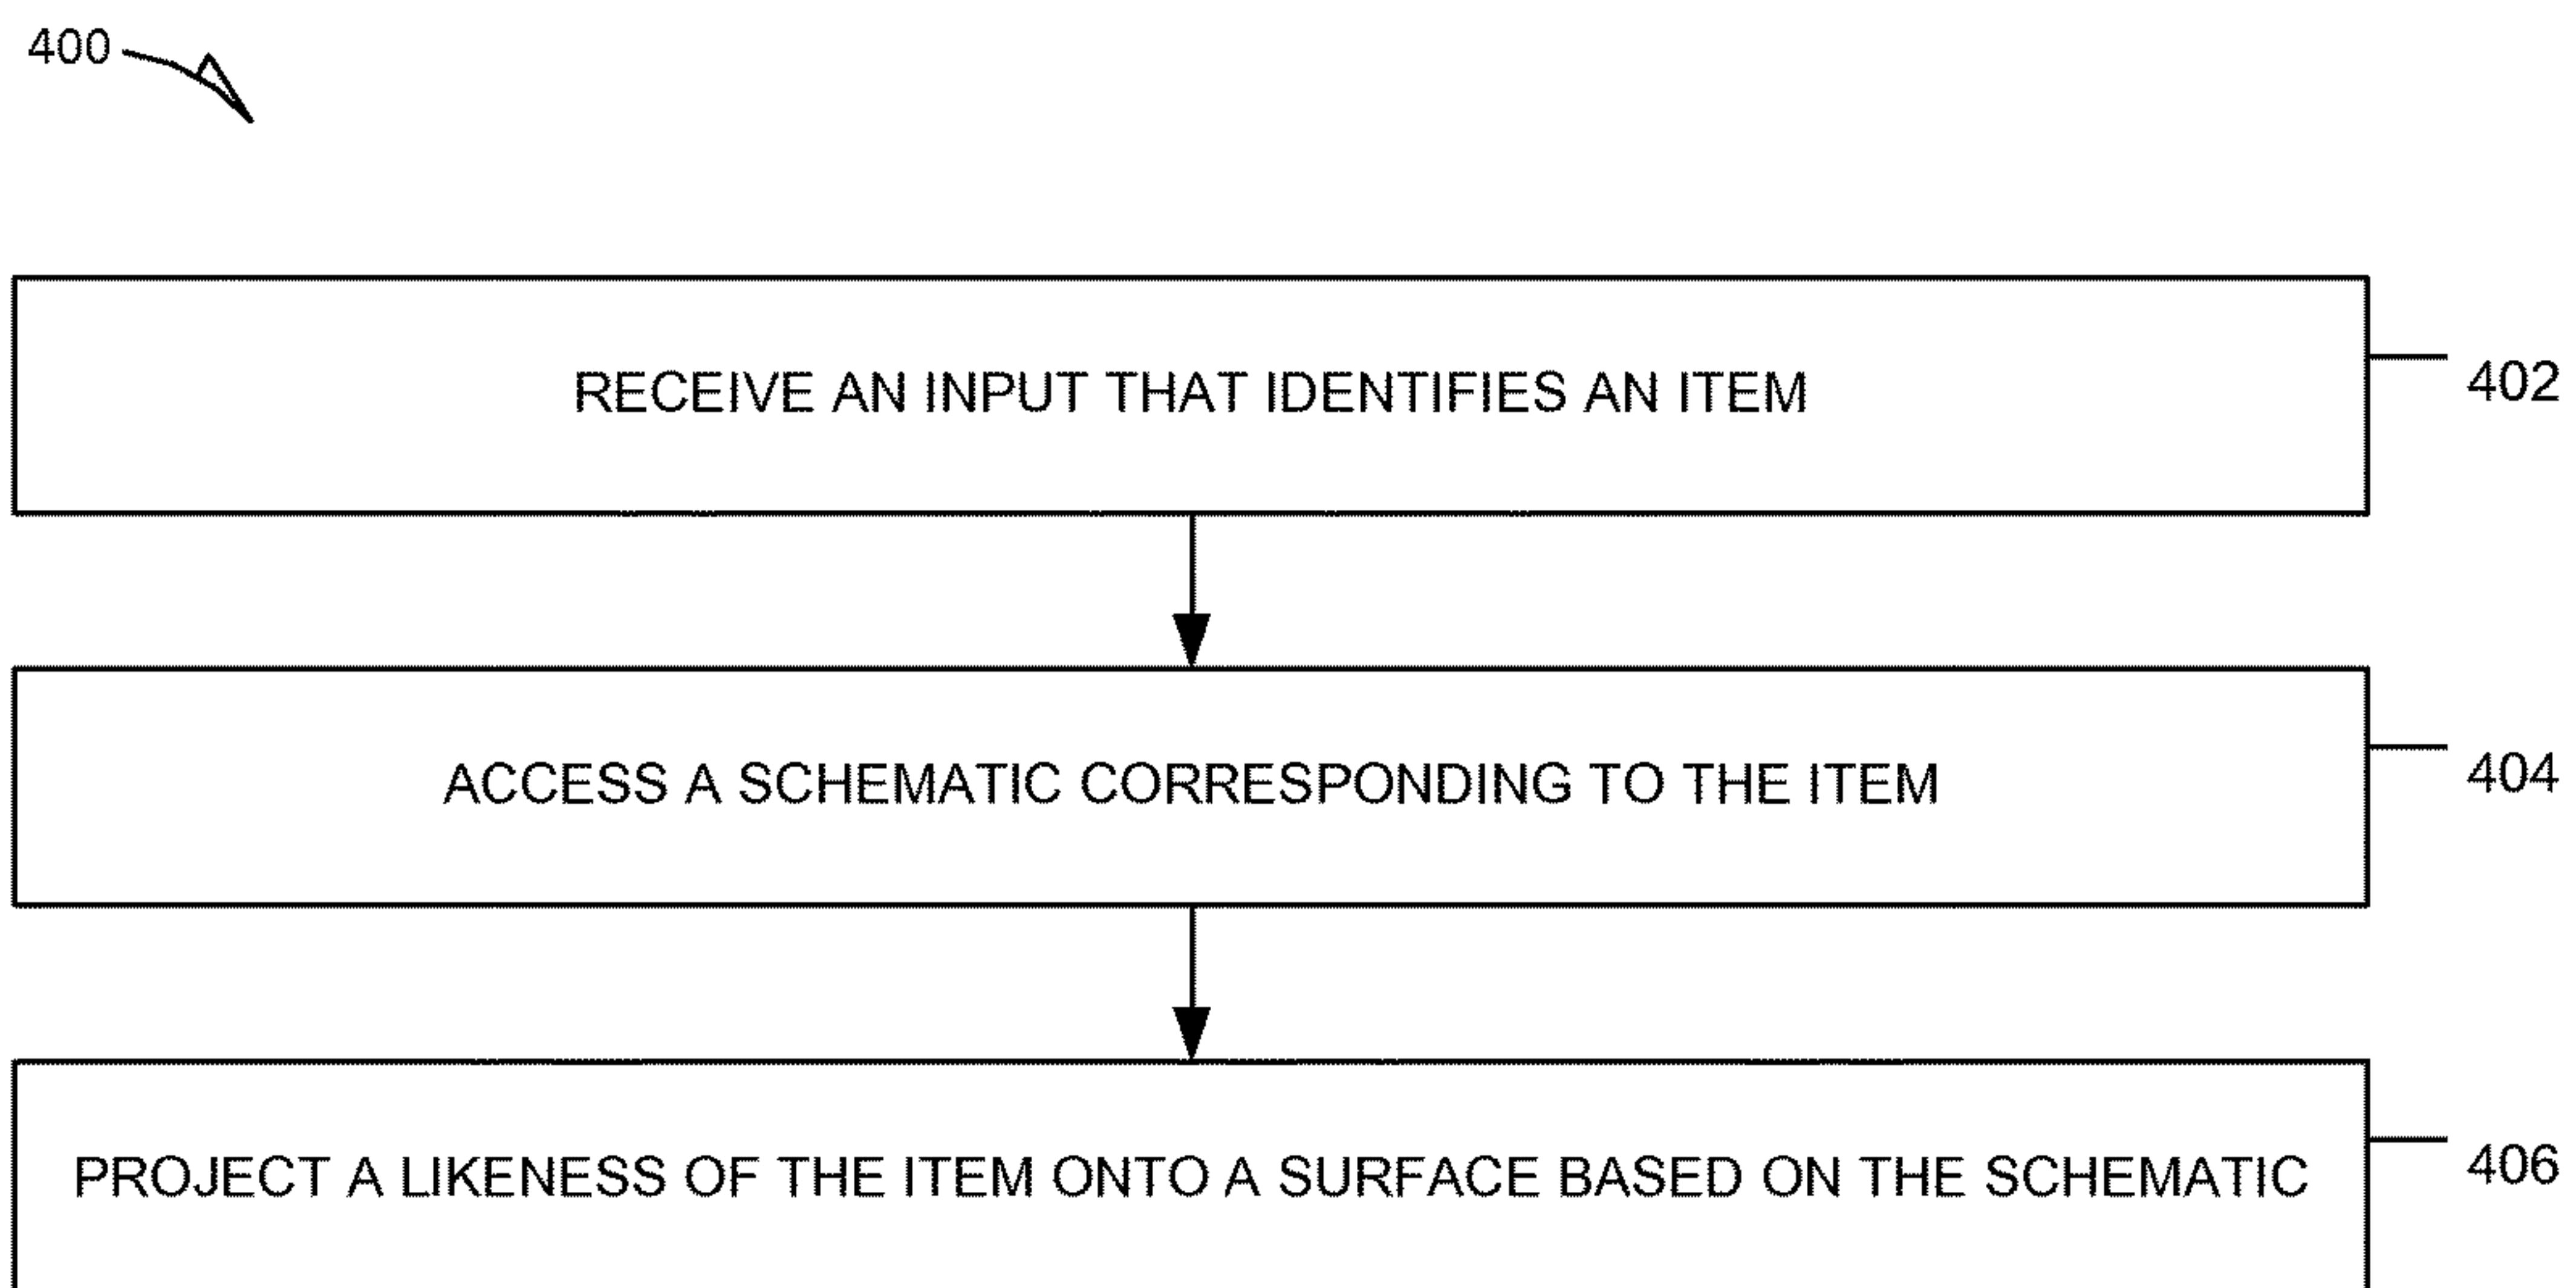 400
RECEIVE AN INPUT THAT IDENTIFIES AN ITEM
402
ACCESS A SCHEMATIC CORRESPONDING TO THE ITEM
404
PROJECT A LIKENESS OF THE ITEM ONTO A SURFACE BASED ON THE SCHEMATIC
406